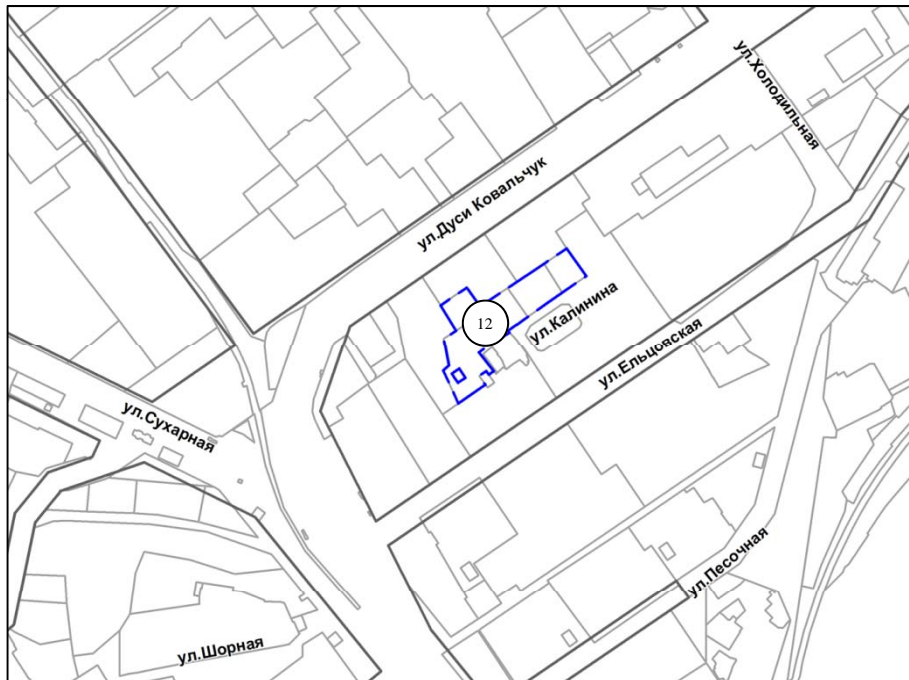 ул.Холодильная
ул.Дуси Ковальчук
12
ул.Калинина
ул.Ельцовская
ул.Сухарная
ул.Песочная
ул.Шорная